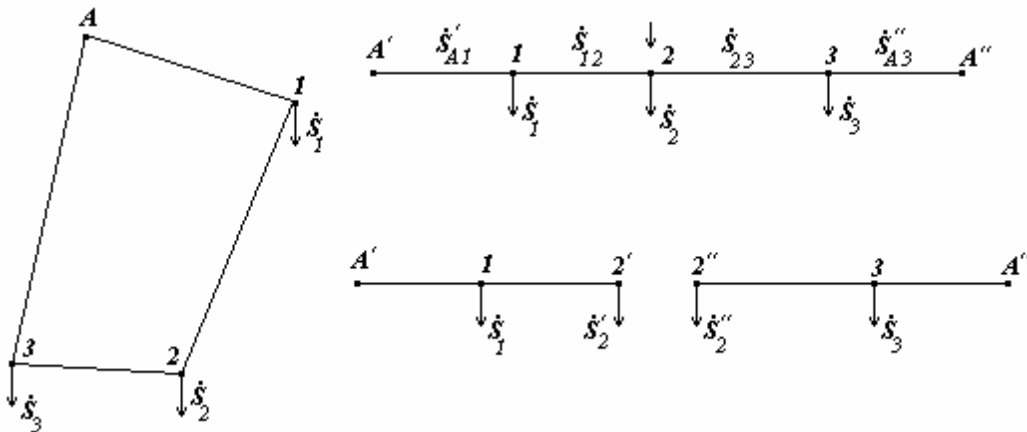 A
1
Ṡ₁
3
2
Ṡ₃
Ṡ₂
A′ Ṡ′A1 1 Ṡ12 2 Ṡ23 3 Ṡ″A3 A″
Ṡ₁ Ṡ₂ Ṡ₃
A′ 1 2′ 2″ 3 A″
Ṡ₁ Ṡ′₂ Ṡ″₂ Ṡ₃